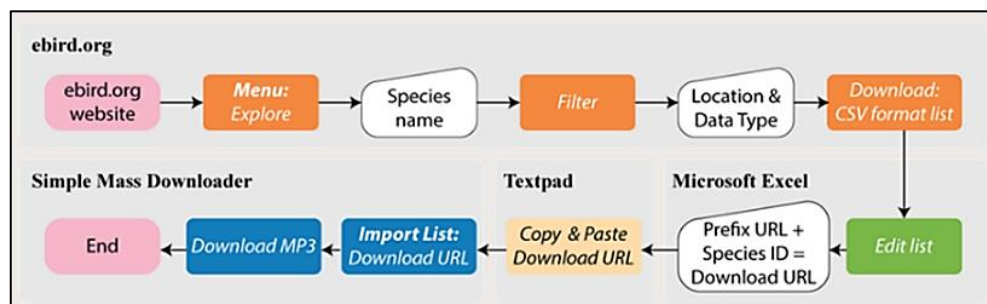 ebird.org
ebird.org
website
Menu:
Explore
Species
name
Filter
Location &
Data Type
Download:
CSV format list
Simple Mass Downloader
Textpad
Microsoft Excel
End
Download MP3
Import List:
Download URL
Copy & Paste
Download URL
Prefix URL +
Species ID =
Download URL
Edit list